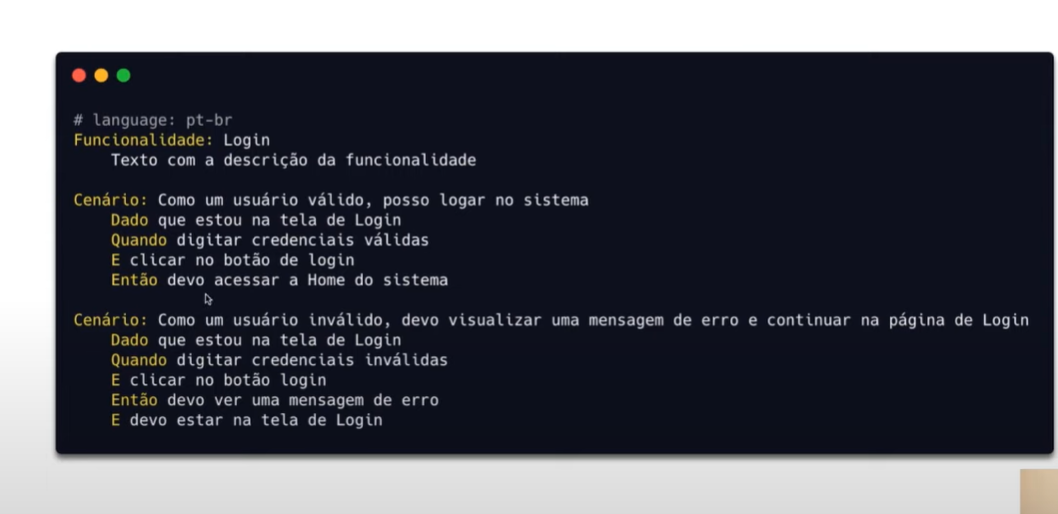 # language: pt-br
Funcionalidade: Login
Texto com a descrição da funcionalidade
Cenário: Como um usuário válido, posso logar no sistema
Dado que estou na tela de Login
Quando digitar credenciais válidas
E clicar no botão de login
Então devo acessar a Home do sistema
Cenário: Como um usuário inválido, devo visualizar uma mensagem de erro e continuar na página de Login
Dado que estou na tela de Login
Quando digitar credenciais inválidas
E clicar no botão login
Então devo ver uma mensagem de erro
E devo estar na tela de Login